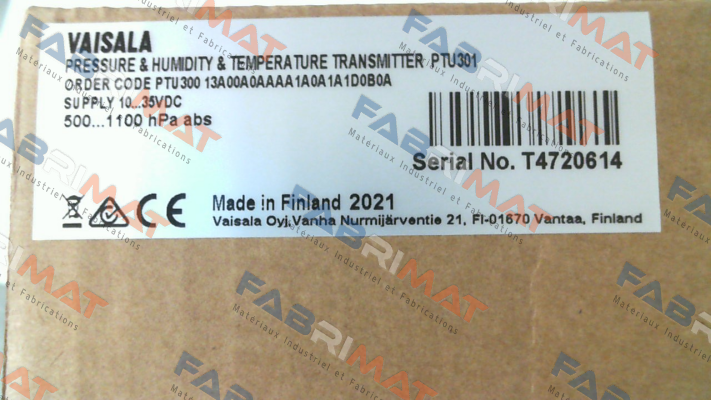 VAISALA
PRESSURE & HUMIDITY & TEMPERATURE TRANSMITTER PTU301
ORDER CODE PTU300 13A00A0AAAA1A0A1A1D0B0A
SUPPLY 10...35VDC
500...1100 hPa abs
Serial No. T4720614
CE
Made in Finland 2021
Vaisala Oyj,Vanha Nurmijärventie 21, FI-01670 Vantaa, Finland
FABRIMAT
Materiaux Industriel et Fabrications